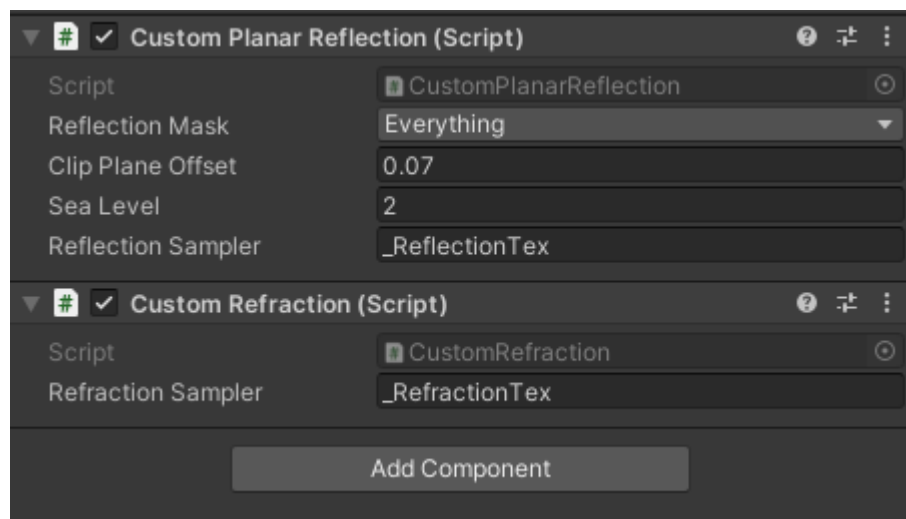 Custom Planar Reflection (Script)
Script CustomPlanarReflection
Reflection Mask Everything
Clip Plane Offset 0.07
Sea Level 2
Reflection Sampler _ReflectionTex
Custom Refraction (Script)
Script CustomRefraction
Refraction Sampler _RefractionTex
Add Component